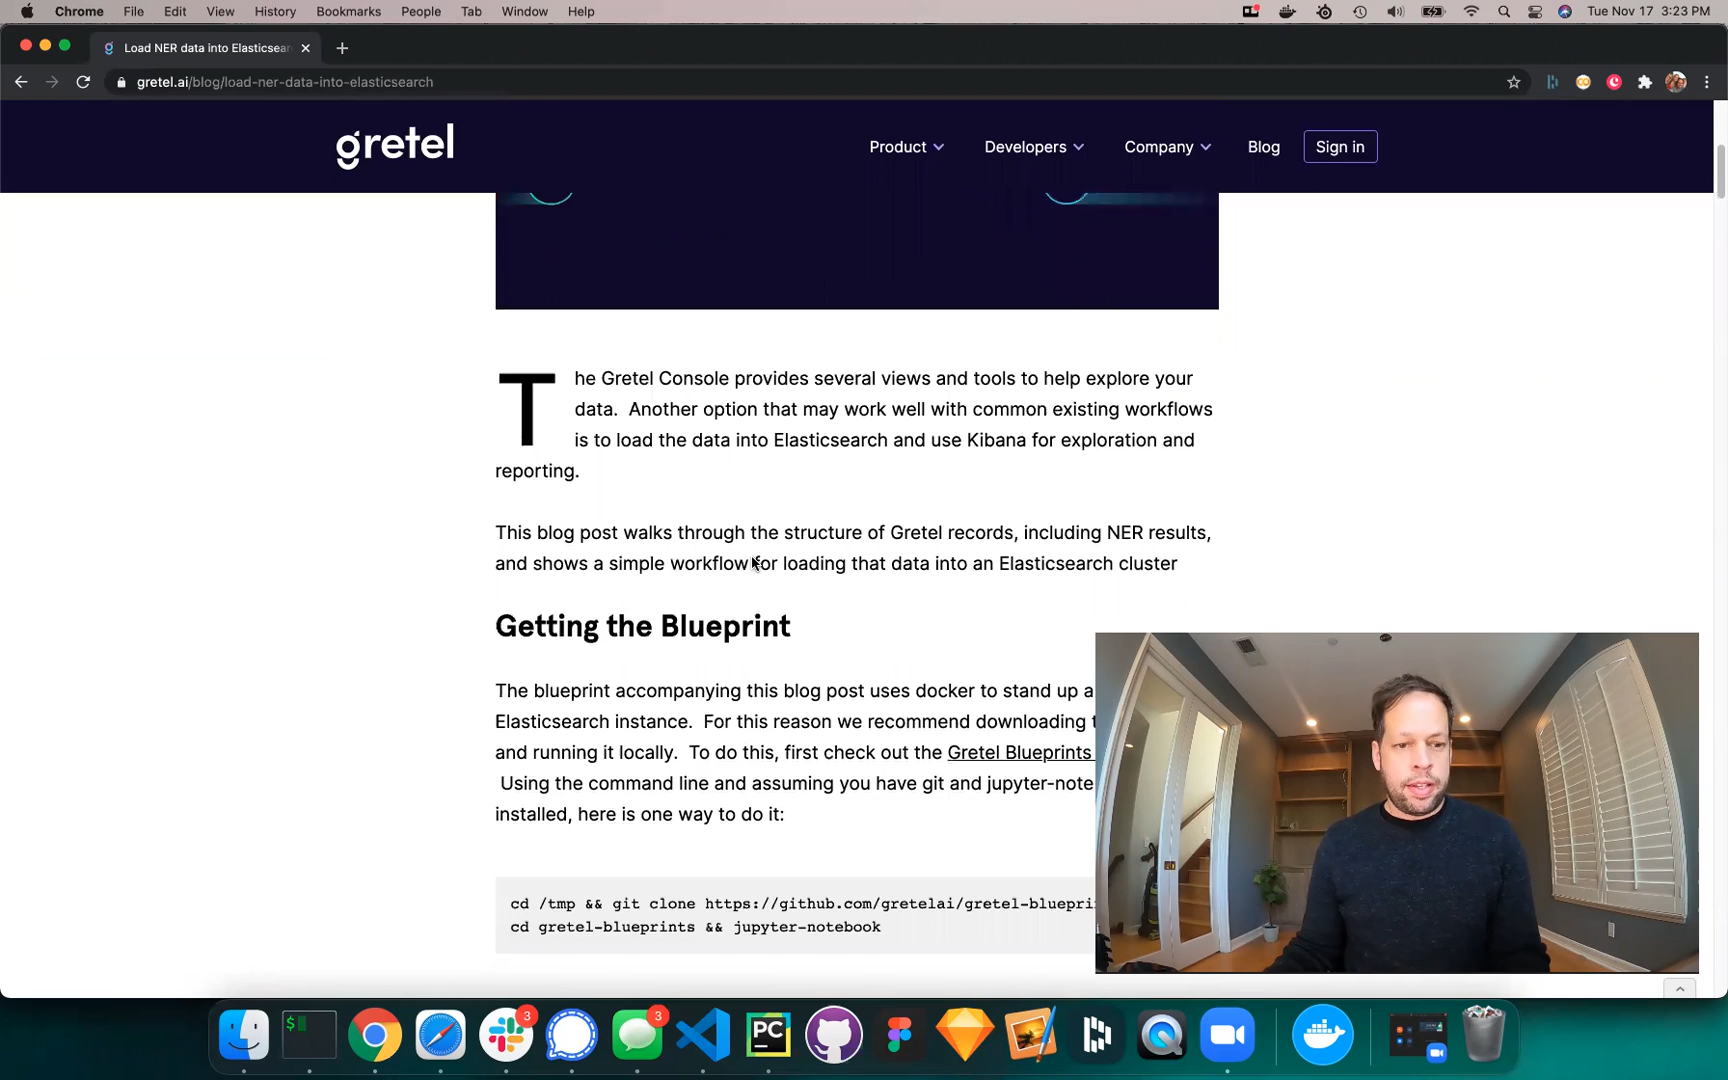 Chrome File Edit View History Bookmarks People Tab Window Help Tue Nov 17 3:23 PM
Load NER data into Elasticsear
gretel.ai/blog/load-ner-data-into-elasticsearch
gretel Product Developers Company Blog Sign in
The Gretel Console provides several views and tools to help explore your
data. Another option that may work well with common existing workflows
is to load the data into Elasticsearch and use Kibana for exploration and
reporting.
This blog post walks through the structure of Gretel records, including NER results,
and shows a simple workflow for loading that data into an Elasticsearch cluster
Getting the Blueprint
The blueprint accompanying this blog post uses docker to stand up a
Elasticsearch instance. For this reason we recommend downloading
and running it locally. To do this, first check out the Gretel Blueprints
Using the command line and assuming you have git and jupyter-note
installed, here is one way to do it:
cd /tmp && git clone https://github.com/gretelai/gretel-bluepri
cd gretel-blueprints && jupyter-notebook
$ 3 3 PC